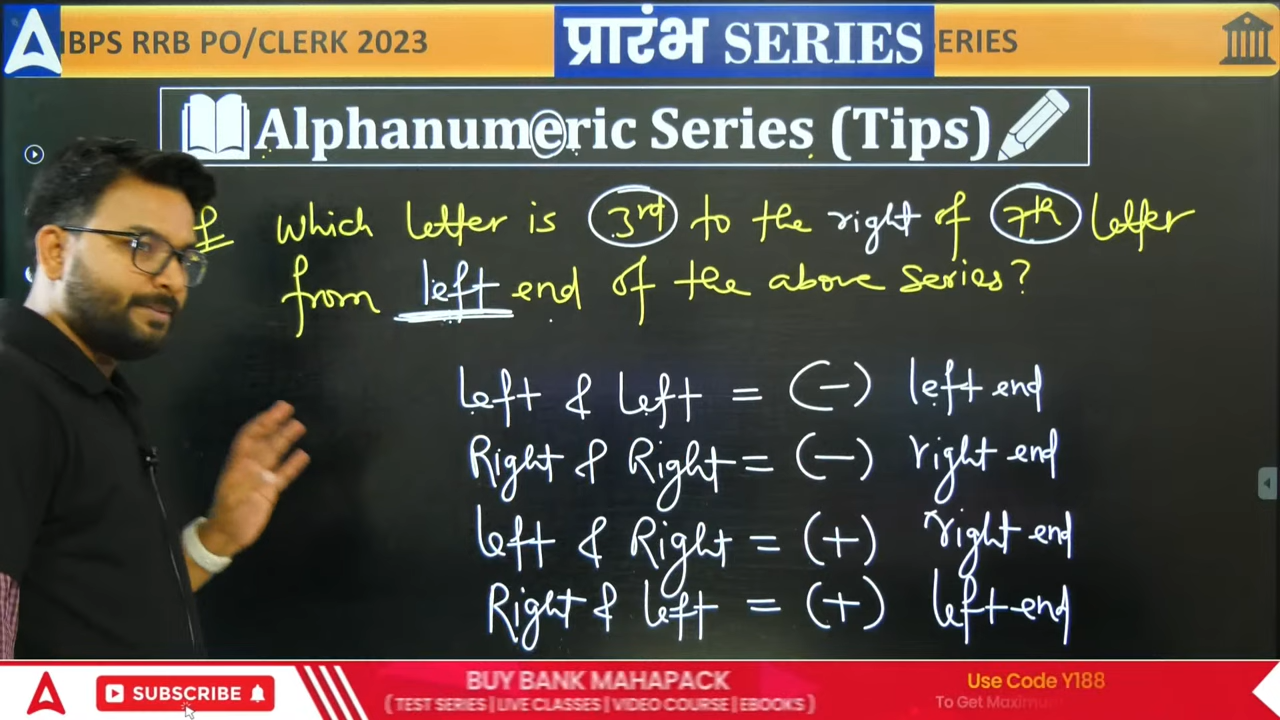 IBPS RRB PO/CLERK 2023
प्रारंभ SERIES
ERIES
Alphanumeric Series (Tips)
Which letter is 3rd to the right of 7th letter
from left end of the above series?
Left & Left = (-) left end
Right & Right = (-) right end
Left & Right = (+) right end
Right & Left = (+) left end
SUBSCRIBE
BUY BANK MAHAPACK
( TEST SERIES | LIVE CLASSES | VIDEO COURSE | EBOOKS )
Use Code Y188
To Get Maximum